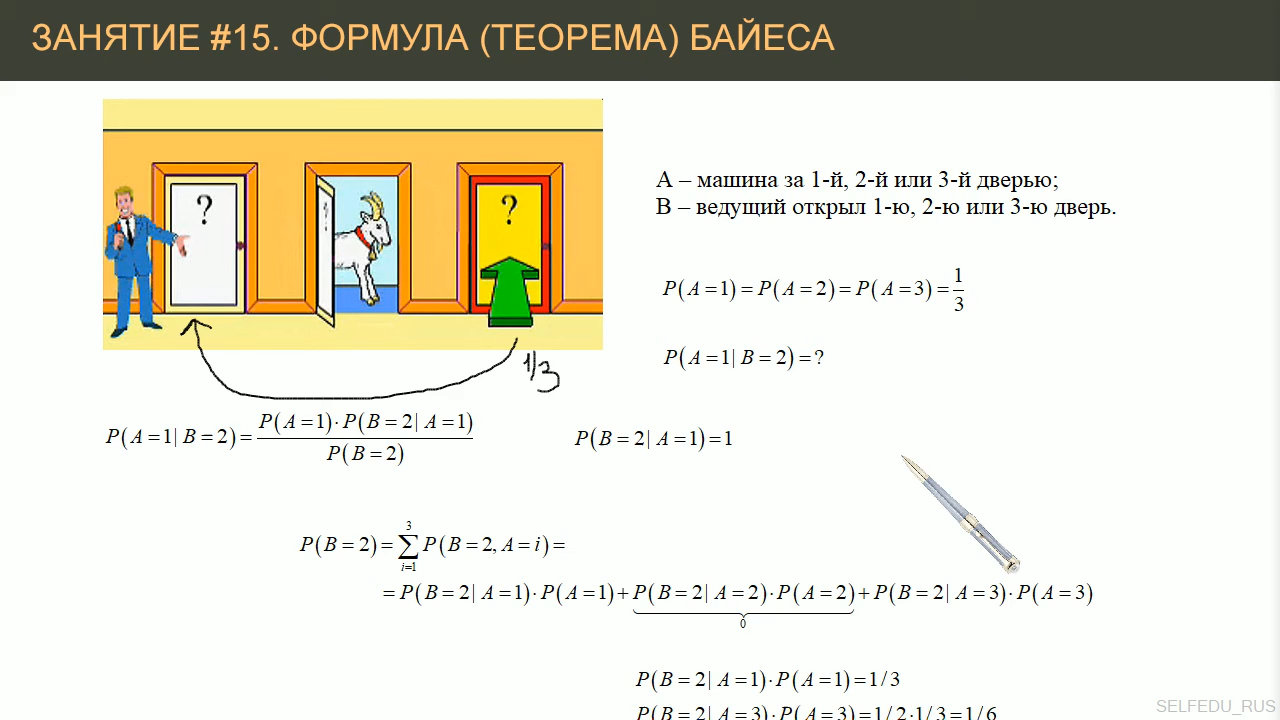 ЗАНЯТИЕ #15. ФОРМУЛА (ТЕОРЕМА) БАЙЕСА
? ?
A – машина за 1-й, 2-й или 3-й дверью;
B – ведущий открыл 1-ю, 2-ю или 3-ю дверь.
P(A=1)=P(A=2)=P(A=3)=1/3
P(A=1|B=2)=?
1/3
P(A=1|B=2)=P(A=1)·P(B=2|A=1)/P(B=2)
P(B=2|A=1)=1
P(B=2)=∑_{i=1}^{3} P(B=2, A=i)=
=P(B=2|A=1)·P(A=1)+P(B=2|A=2)·P(A=2)+P(B=2|A=3)·P(A=3)
0
P(B=2|A=1)·P(A=1)=1/3
P(B=2|A=3)·P(A=3)=1/2·1/3=1/6
SELFEDU_RUS